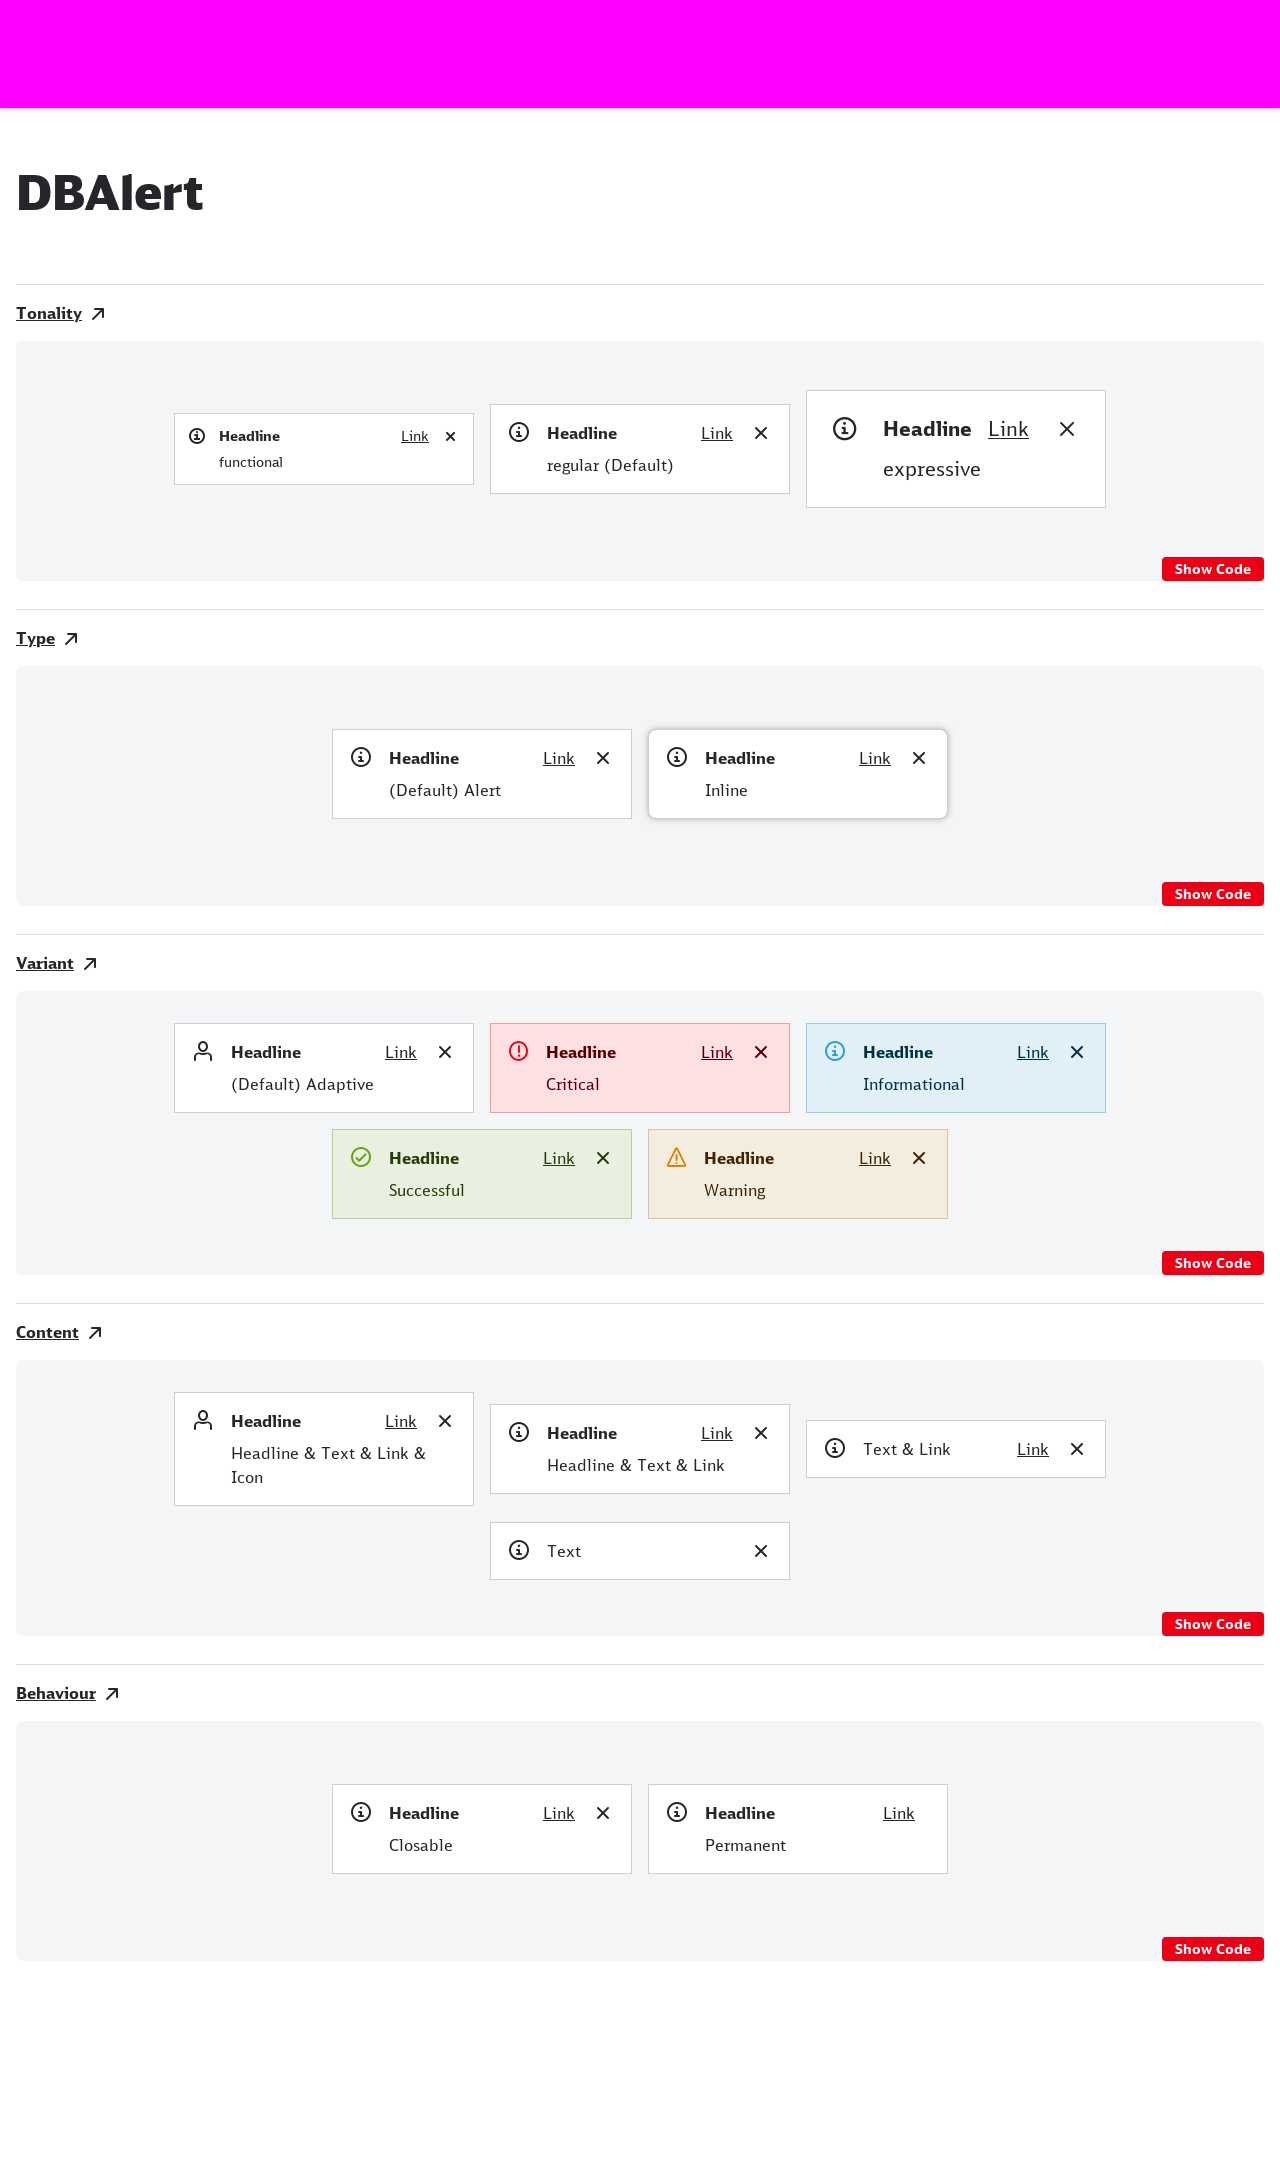 DBAlert
Tonality
Headline Link
functional
Headline Link
regular (Default)
Headline Link
expressive
Show Code
Type
Headline Link
(Default) Alert
Headline Link
Inline
Show Code
Variant
Headline Link
(Default) Adaptive
Headline Link
Critical
Headline Link
Informational
Headline Link
Successful
Headline Link
Warning
Show Code
Content
Headline Link
Headline & Text & Link &
Icon
Headline Link
Headline & Text & Link
Text & Link Link
Text
Show Code
Behaviour
Headline Link
Closable
Headline Link
Permanent
Show Code